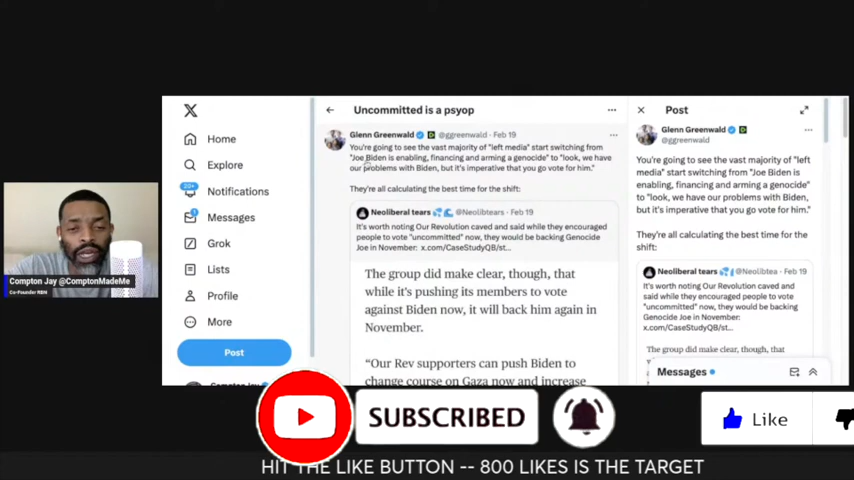 Compton Jay @ComptonMadeMe
Co-Founder RBN
Home
Explore
20+
Notifications
1
Messages
Grok
Lists
Profile
More
Post
Compton Jay
Uncommitted is a psyop
Glenn Greenwald @ggreenwald · Feb 19
You're going to see the vast majority of "left media" start switching from
"Joe Biden is enabling, financing and arming a genocide" to "look, we have
our problems with Biden, but it's imperative that you go vote for him."
They're all calculating the best time for the shift:
Neoliberal tears @Neolibtears · Feb 19
It's worth noting Our Revolution caved and said while they encouraged
people to vote "uncommitted" now, they would be backing Genocide
Joe in November: x.com/CaseStudyQB/st...
The group did make clear, though, that
while it's pushing its members to vote
against Biden now, it will back him again in
November.
"Our Rev supporters can push Biden to
change course on Gaza now and increase
Post
Glenn Greenwald
@ggreenwald
You're going to see the vast majority of "left
media" start switching from "Joe Biden is
enabling, financing and arming a genocide"
to "look, we have our problems with Biden,
but it's imperative that you go vote for him."
They're all calculating the best time for the
shift:
Neoliberal tears @Neolibtea · Feb 19
It's worth noting Our Revolution caved and
said while they encouraged people to vote
"uncommitted" now, they would be backing
Genocide Joe in November:
x.com/CaseStudyQB/st...
The group did make clear, though, that
Messages
SUBSCRIBED
Like
HIT THE LIKE BUTTON -- 800 LIKES IS THE TARGET